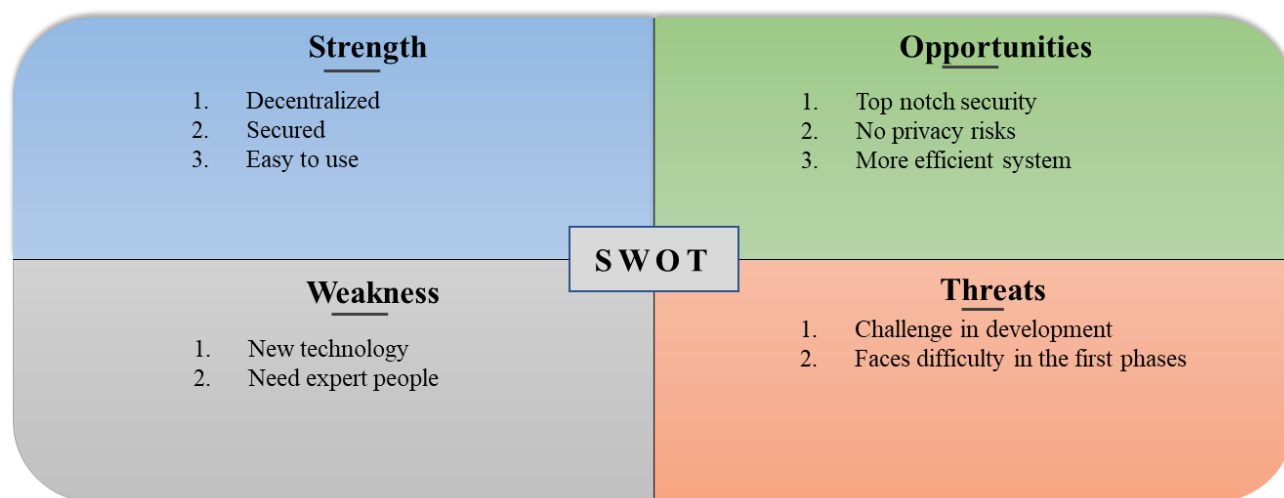 Strength
1. Decentralized
2. Secured
3. Easy to use
Opportunities
1. Top notch security
2. No privacy risks
3. More efficient system
SWOT
Weakness
1. New technology
2. Need expert people
Threats
1. Challenge in development
2. Faces difficulty in the first phases